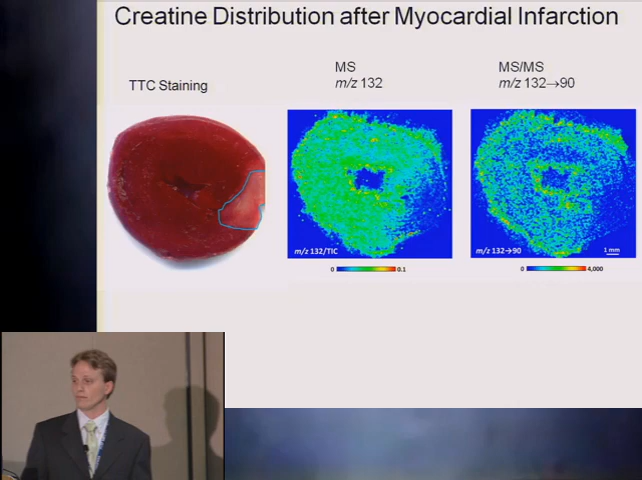 Creatine Distribution after Myocardial Infarction
TTC Staining
MS
m/z 132
MS/MS
m/z 132→90
m/z 132/TIC
m/z 132→90
1 mm
0
0.1
0
4,000